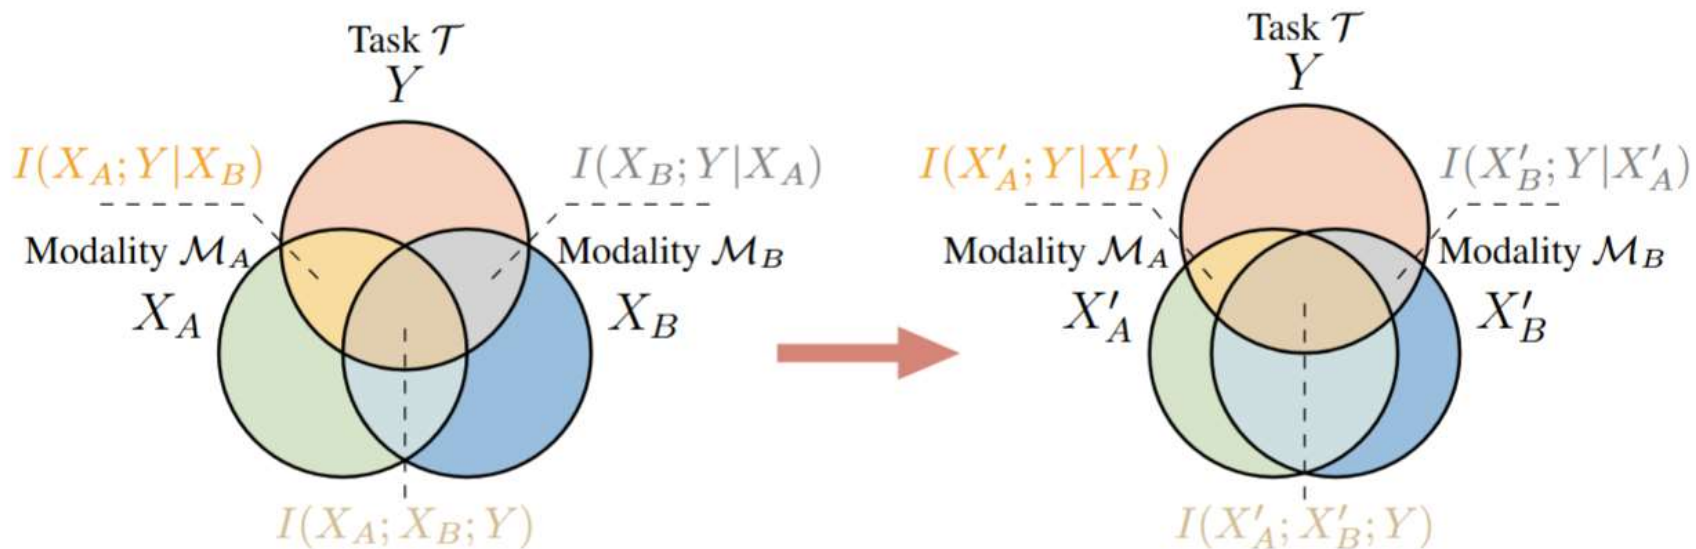 Task 𝒯
Y
I(X_A; Y|X_B)
I(X_B; Y|X_A)
Modality ℳ_A
Modality ℳ_B
X_A
X_B
I(X_A; X_B; Y)
Task 𝒯
Y
I(X'_A; Y|X'_B)
I(X'_B; Y|X'_A)
Modality ℳ_A
Modality ℳ_B
X'_A
X'_B
I(X'_A; X'_B; Y)